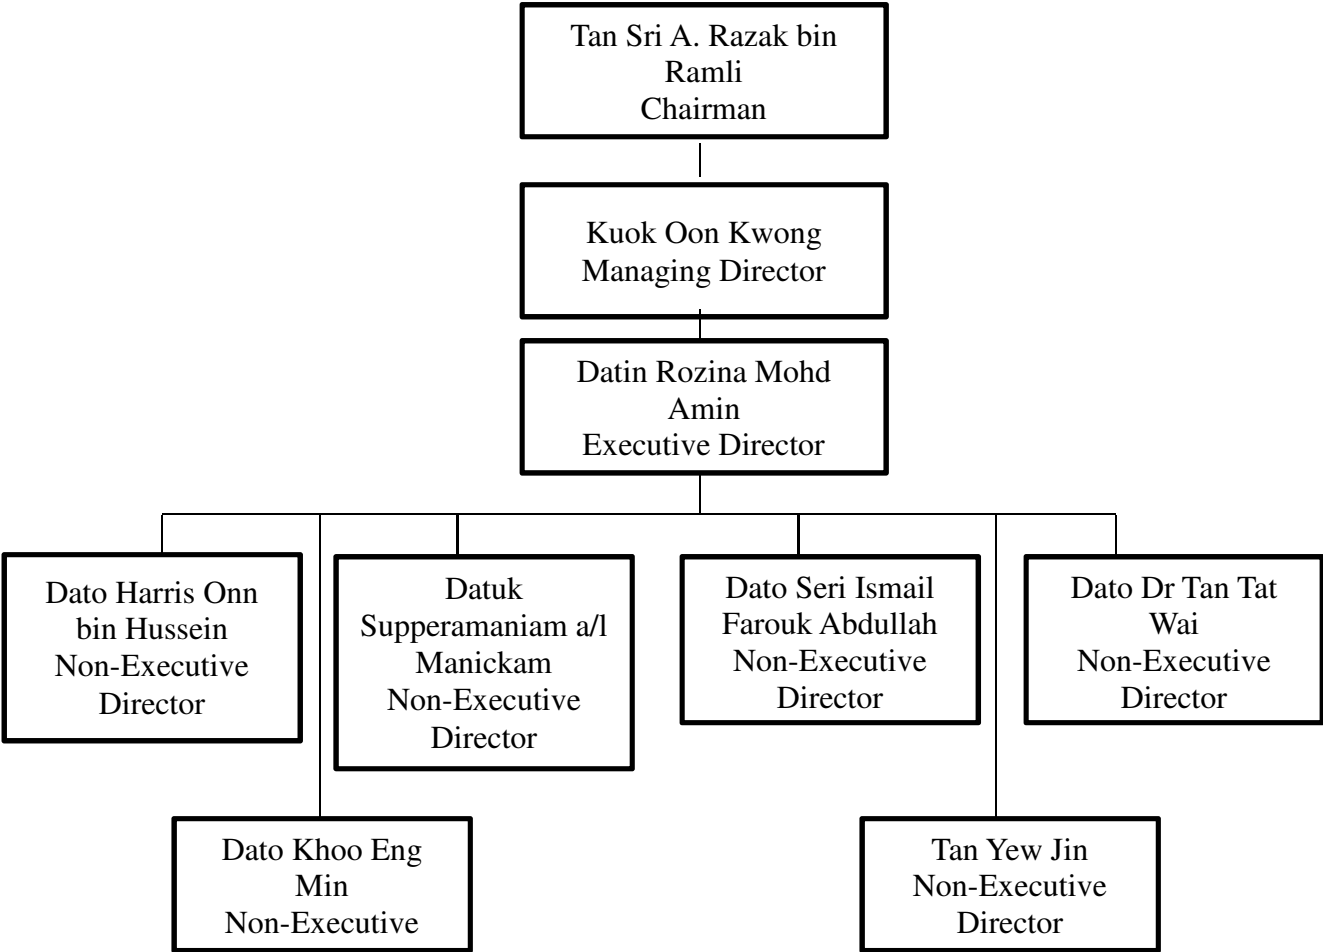 Tan Sri A. Razak bin
Ramli
Chairman
Kuok Oon Kwong
Managing Director
Datin Rozina Mohd
Amin
Executive Director
Dato Harris Onn
bin Hussein
Non-Executive
Director
Datuk
Supperamaniam a/l
Manickam
Non-Executive
Director
Dato Seri Ismail
Farouk Abdullah
Non-Executive
Director
Dato Dr Tan Tat
Wai
Non-Executive
Director
Dato Khoo Eng
Min
Non-Executive
Tan Yew Jin
Non-Executive
Director